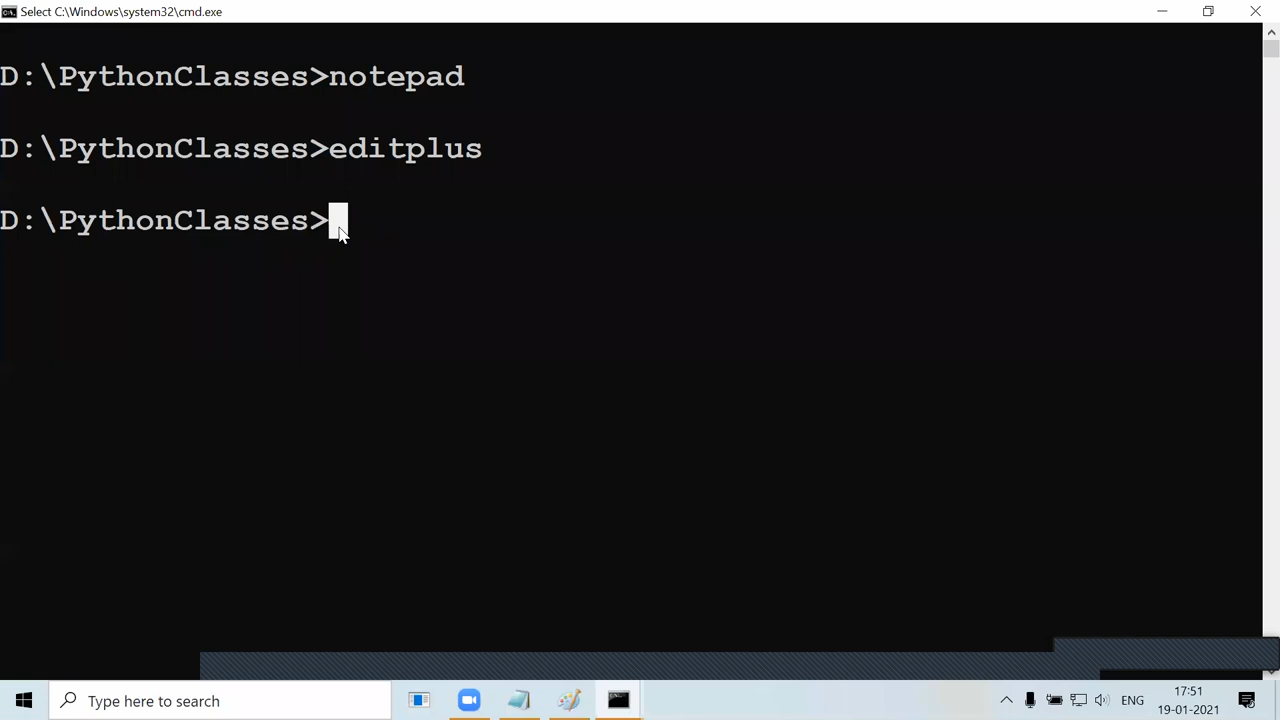 Select C:\Windows\system32\cmd.exe
D:\PythonClasses>notepad
D:\PythonClasses>editplus
D:\PythonClasses>
Type here to search
ENG
17:51
19-01-2021